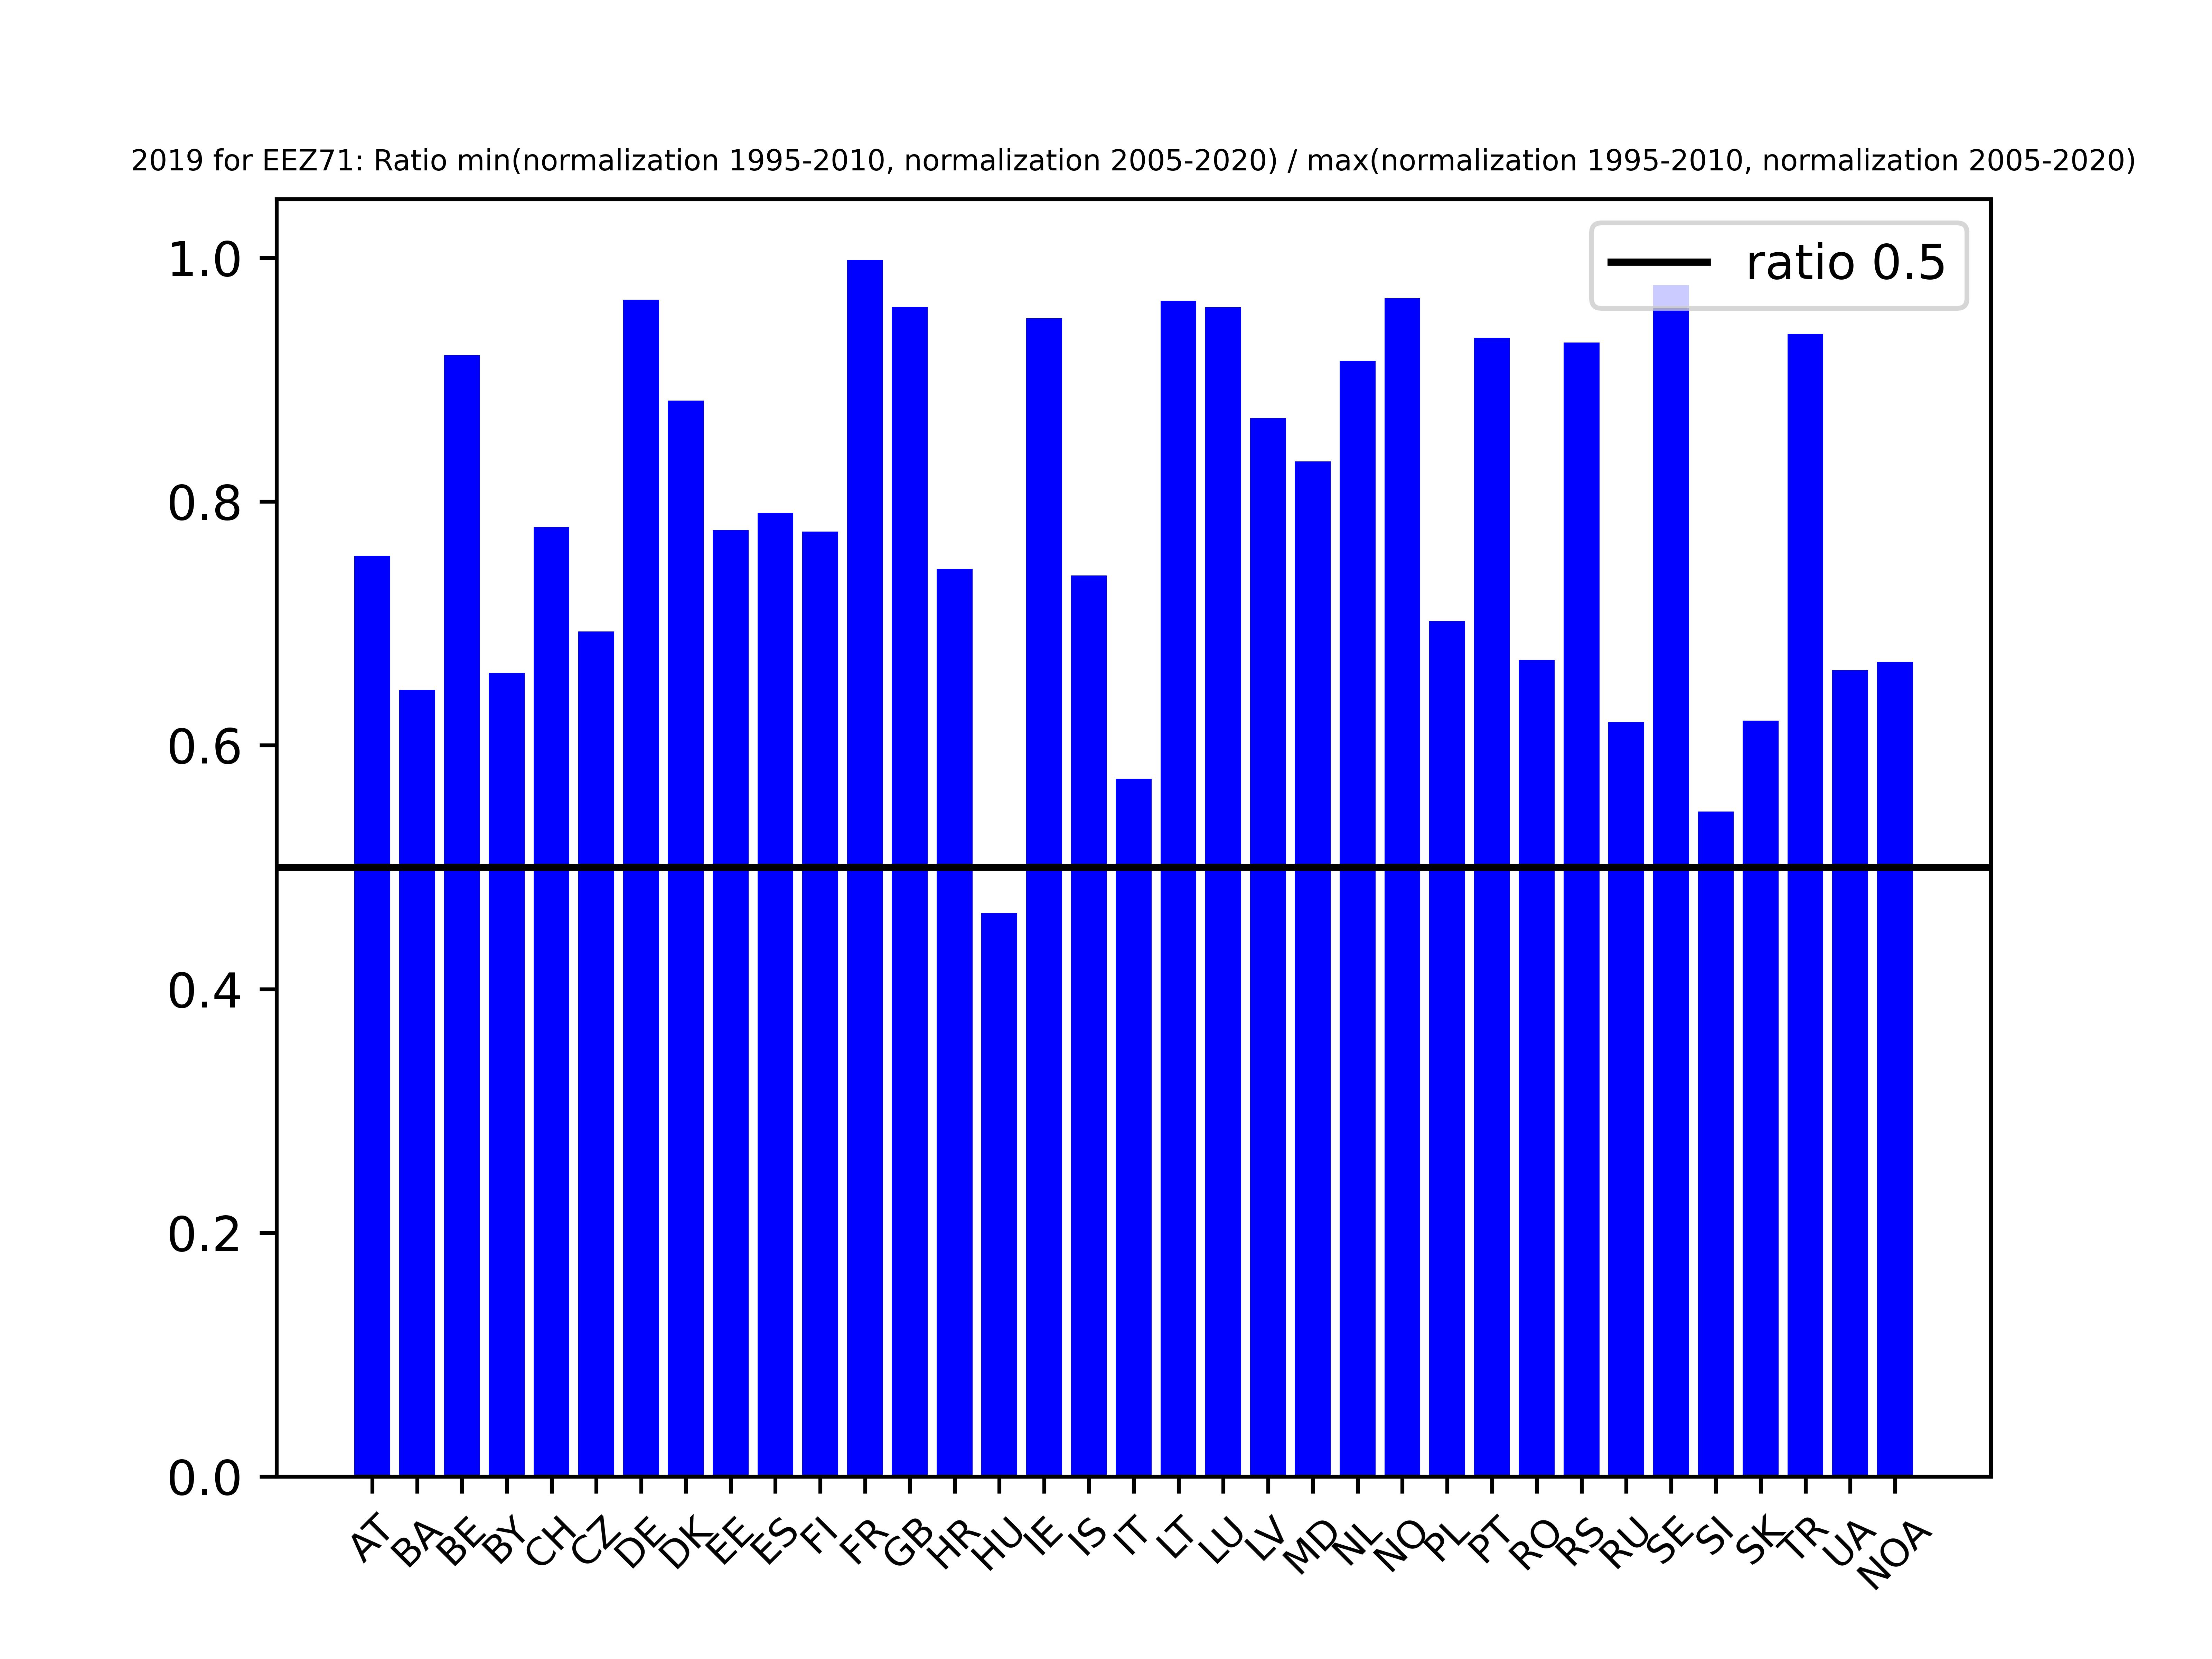 2019 for EEZ71: Ratio min(normalization 1995-2010, normalization 2005-2020) / max(normalization 1995-2010, normalization 2005-2020)
ratio 0.5
1.0
0.8
0.6
0.4
0.2
0.0
AT BA BE BY CH CZ DE DK EE ES FI FR GB HR HU IE IS IT LT LU LV MD NL NO PL PT RO RS RU SE SI SK TR UA NOA